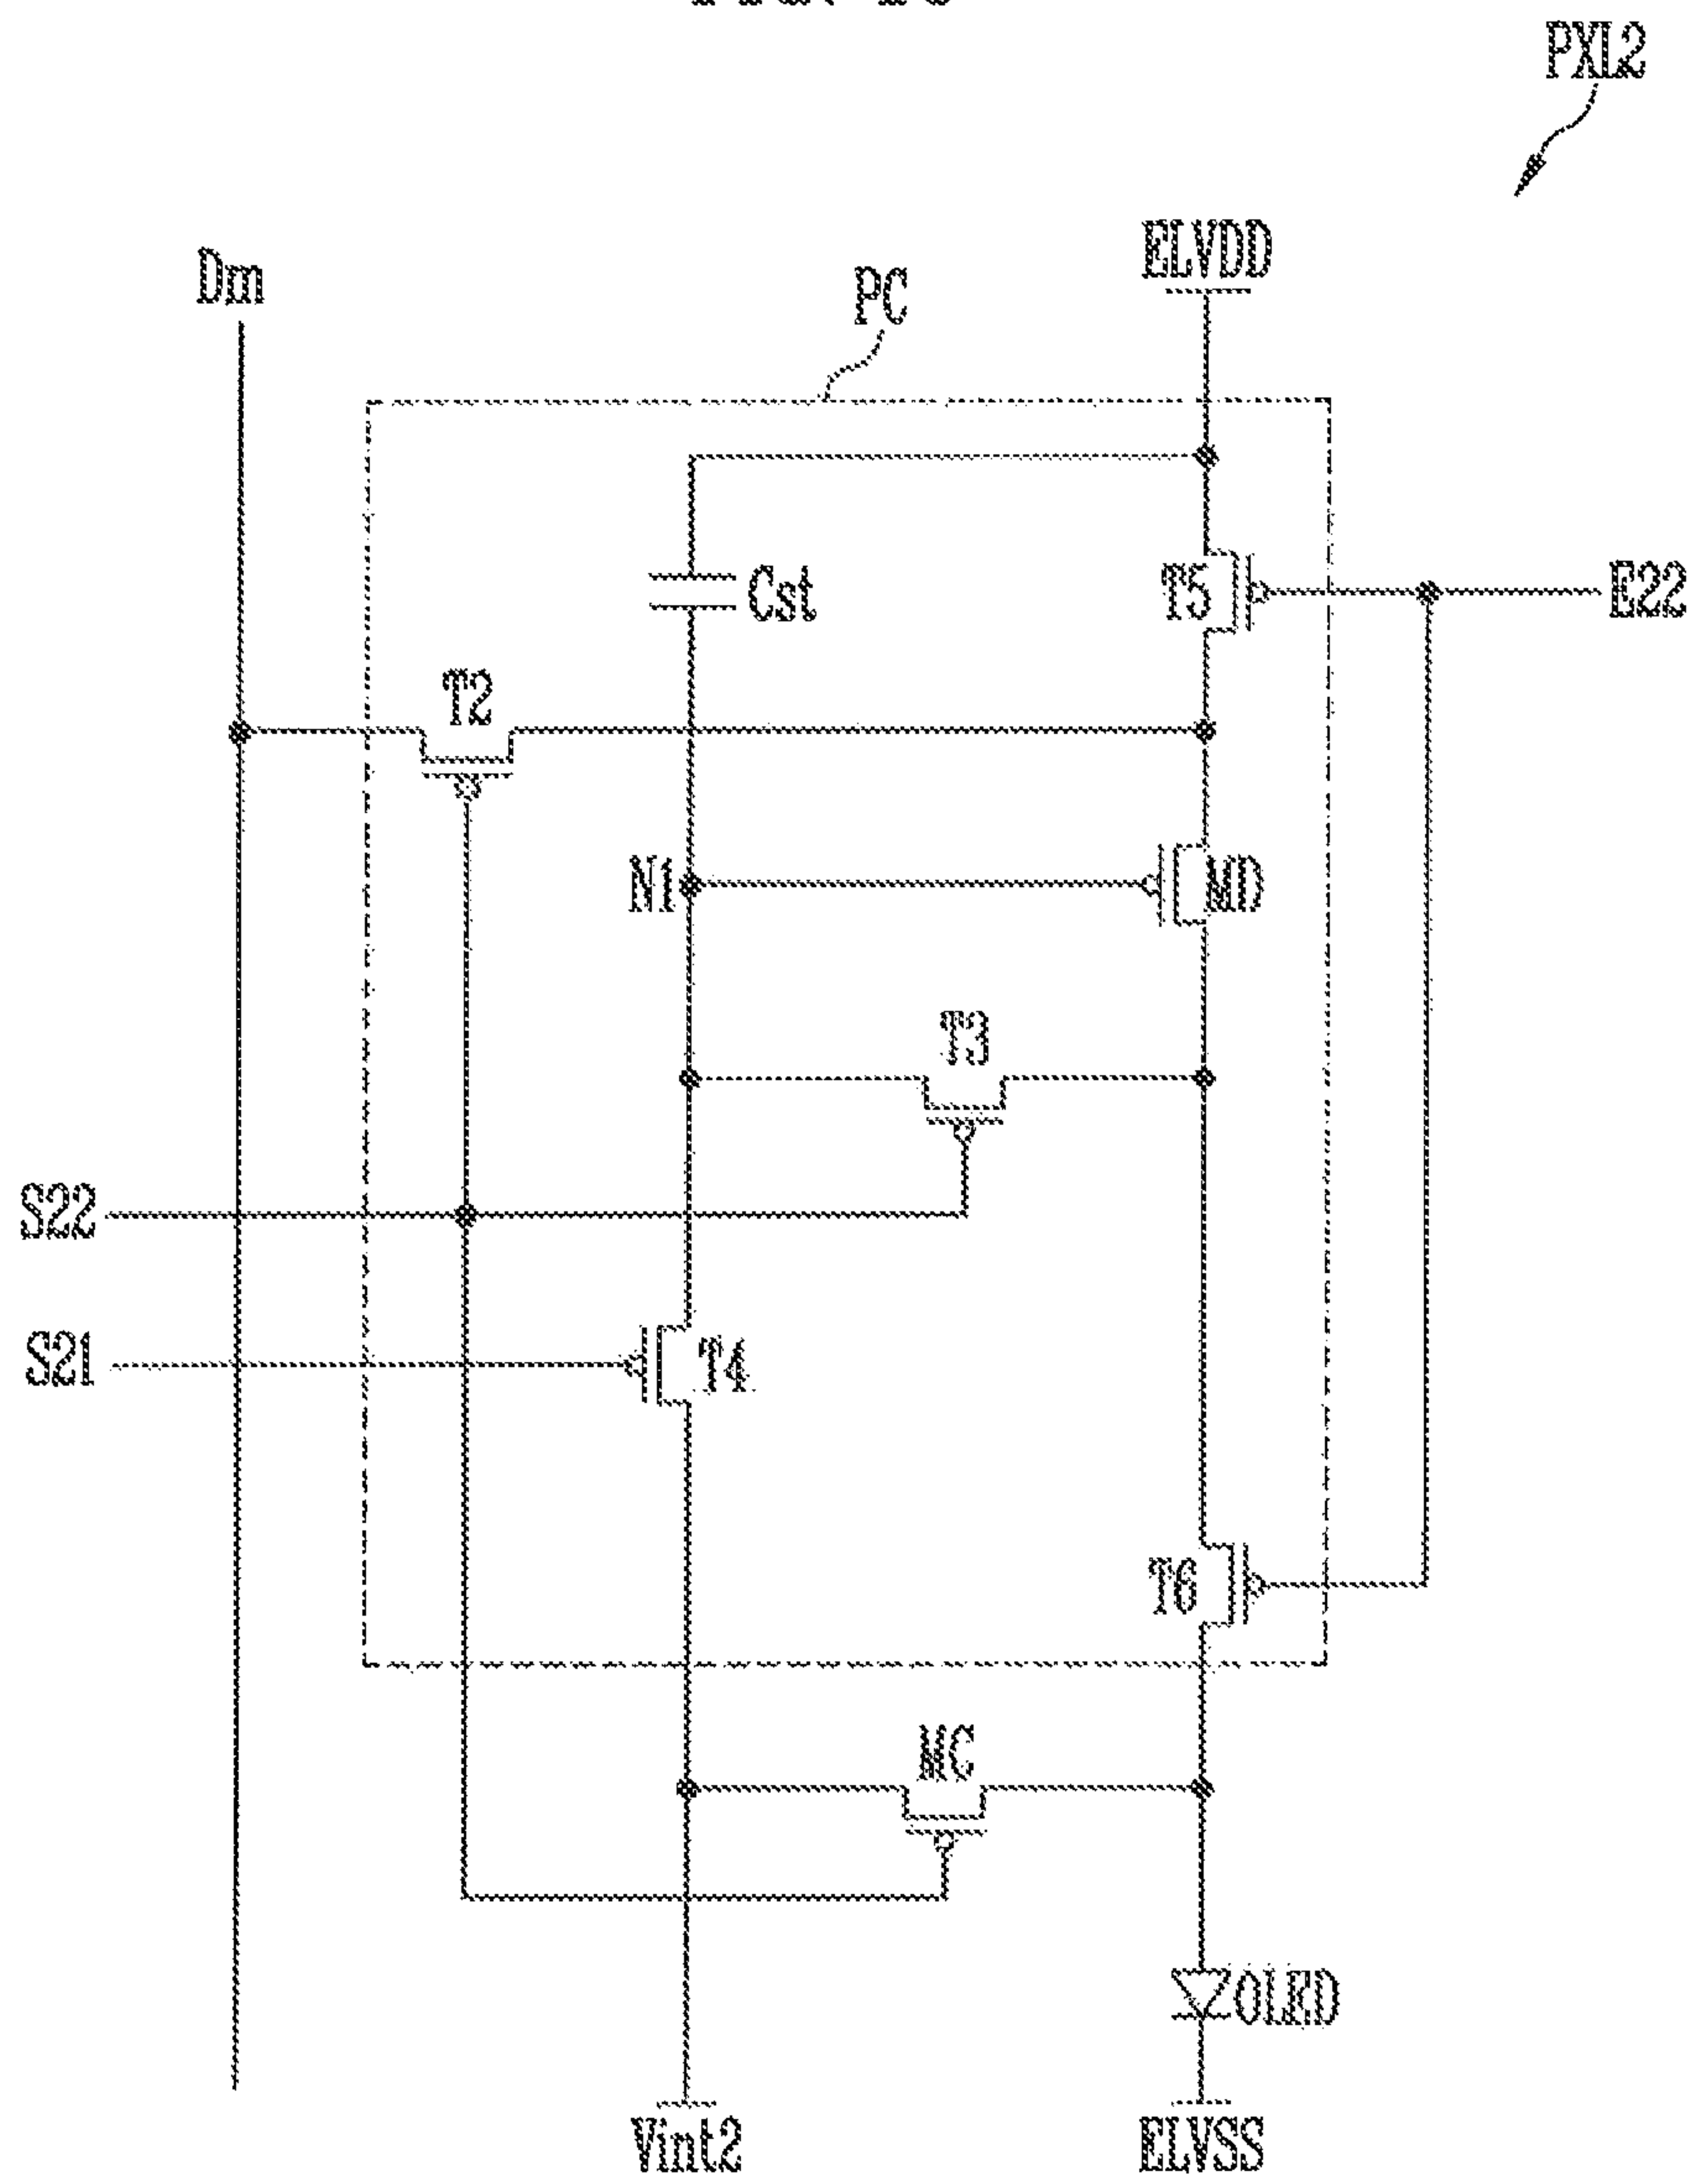 PXL2
ELVDD
Dm
PC
Cst
T5
E22
T2
N1
MD
T3
S22
S21
T4
T6
MC
OLED
Vint2
ELVSS